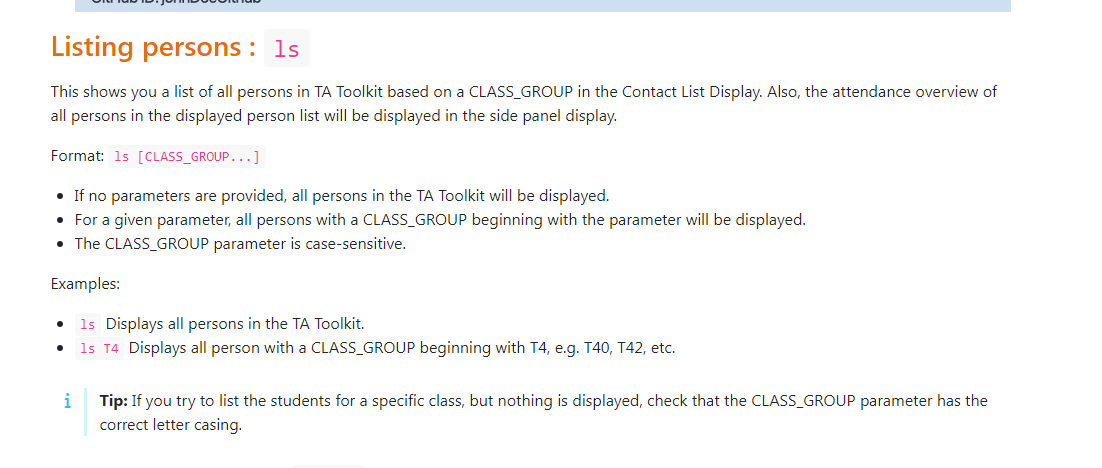 Listing persons : ls
This shows you a list of all persons in TA Toolkit based on a CLASS_GROUP in the Contact List Display. Also, the attendance overview of
all persons in the displayed person list will be displayed in the side panel display.
Format: ls [CLASS_GROUP...]
• If no parameters are provided, all persons in the TA Toolkit will be displayed.
• For a given parameter, all persons with a CLASS_GROUP beginning with the parameter will be displayed.
• The CLASS_GROUP parameter is case-sensitive.
Examples:
• ls Displays all persons in the TA Toolkit.
• ls T4 Displays all person with a CLASS_GROUP beginning with T4, e.g. T40, T42, etc.
i Tip: If you try to list the students for a specific class, but nothing is displayed, check that the CLASS_GROUP parameter has the
correct letter casing.